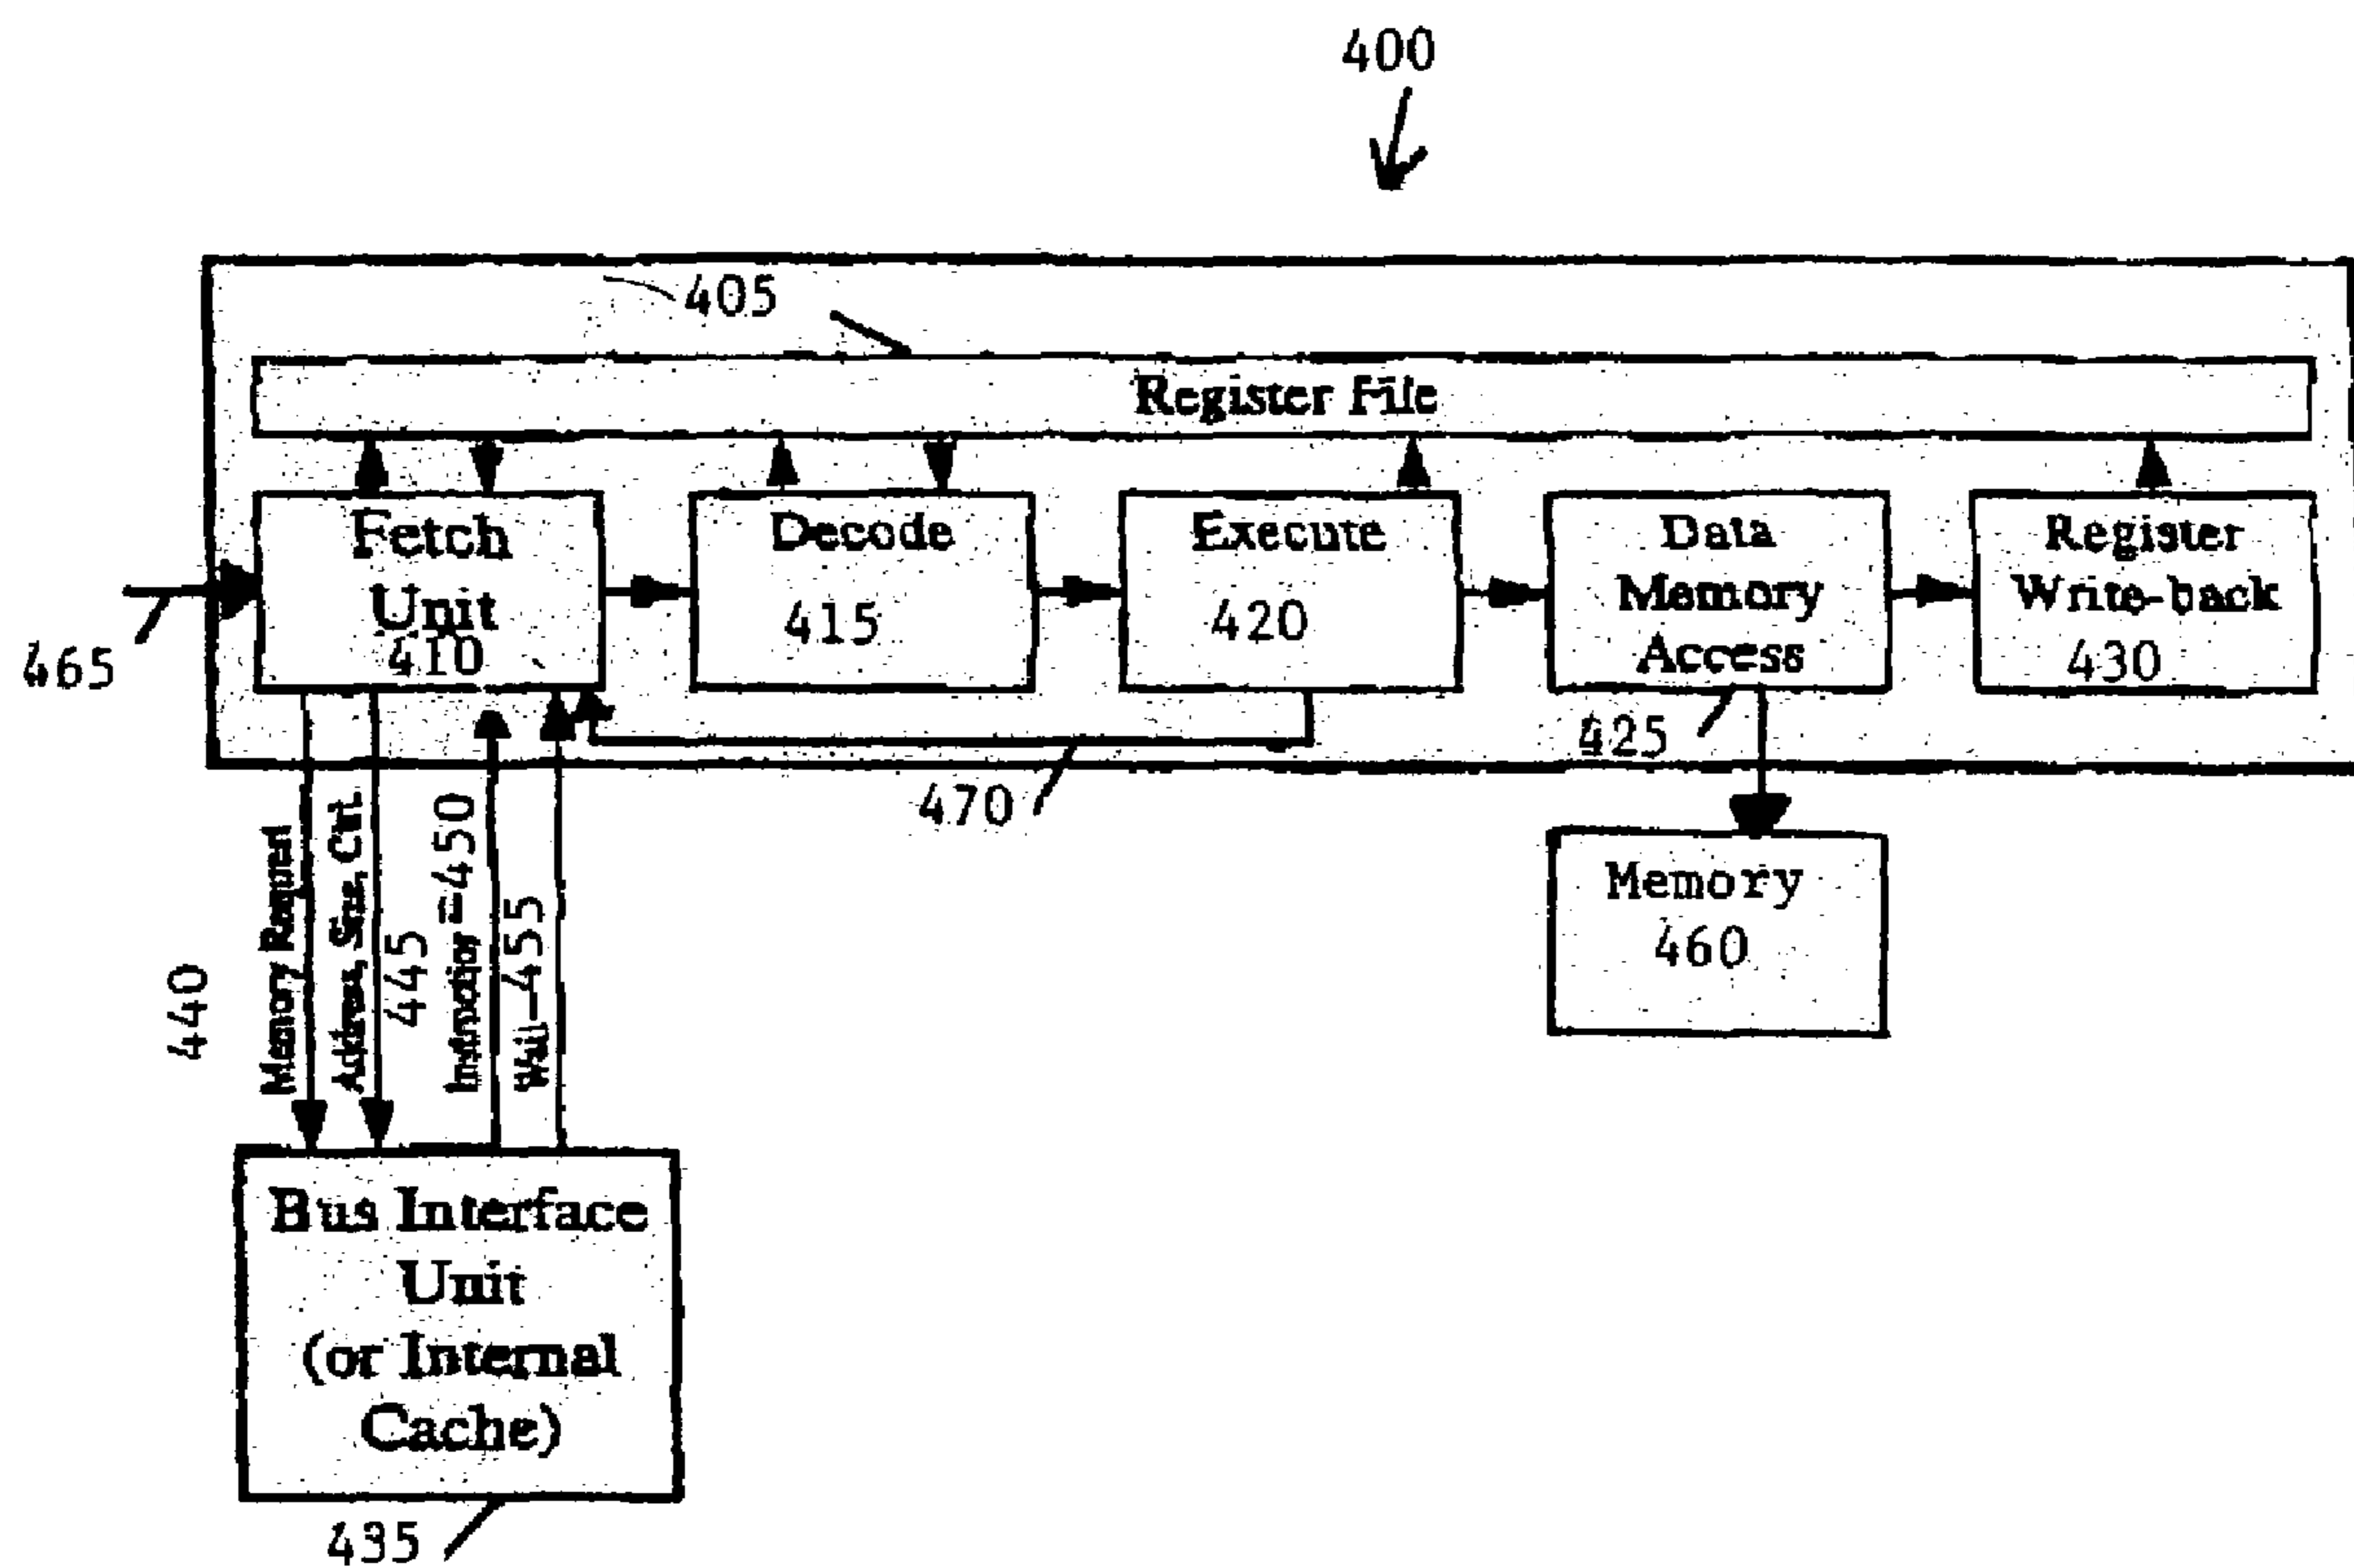 400
405
Register File
Fetch
Unit
410
Decode
415
Execute
420
Data
Memory
Access
Register
Write-back
430
465
425
470
440
Memory Request
Address, Size, Ctrl.
445
Instruction-450
Wait-455
Memory
460
Bus Interface
Unit
(or Internal
Cache)
435